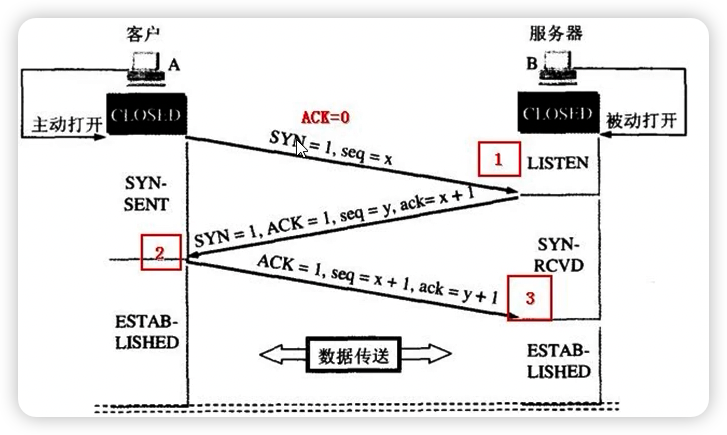 客户
服务器
A
B
CLOSED
CLOSED
主动打开
被动打开
ACK=0
SYN = 1, seq = x
1
LISTEN
SYN-
SENT
SYN = 1, ACK = 1, seq = y, ack= x + 1
2
SYN-
RCVD
ACK = 1, seq = x + 1, ack = y + 1
3
ESTAB-
LISHED
数据传送
ESTAB-
LISHED